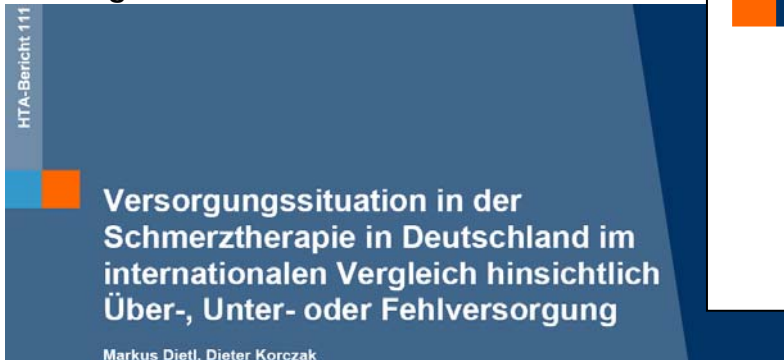 HTA-Bericht 111
Versorgungssituation in der
Schmerztherapie in Deutschland im
internationalen Vergleich hinsichtlich
Über-, Unter- oder Fehlversorgung
Markus Dietl, Dieter Korczak